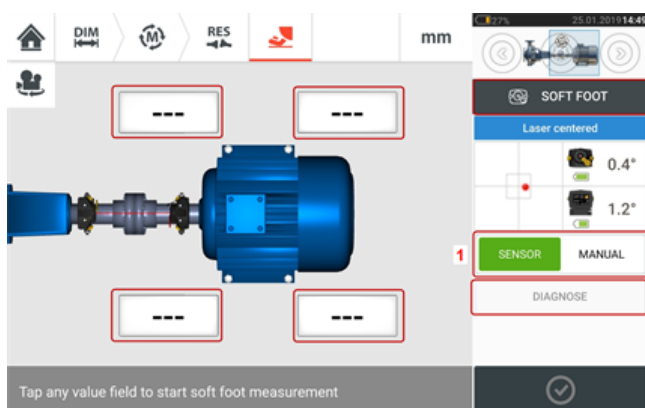 DIM
M
RES
mm
27%
25.01.2019 14:49
SOFT FOOT
Laser centered
0.4°
1.2°
---
---
---
---
1
SENSOR
MANUAL
DIAGNOSE
Tap any value field to start soft foot measurement